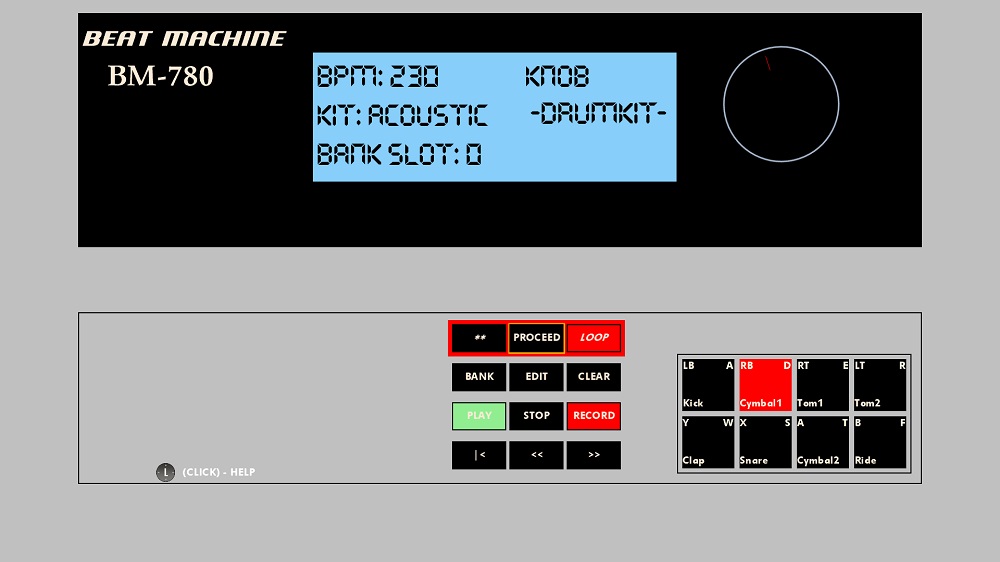 BEAT MACHINE
BM-780
BPM: 230
KIT: ACOUSTIC
BANK SLOT: 0
KNOB
-DRUMKIT-
** PROCEED LOOP
BANK EDIT CLEAR
PLAY STOP RECORD
|< << >>
LB A RB D RT E LT R
Kick Cymbal1 Tom1 Tom2
Y W X S A T B F
Clap Snare Cymbal2 Ride
L (CLICK) - HELP